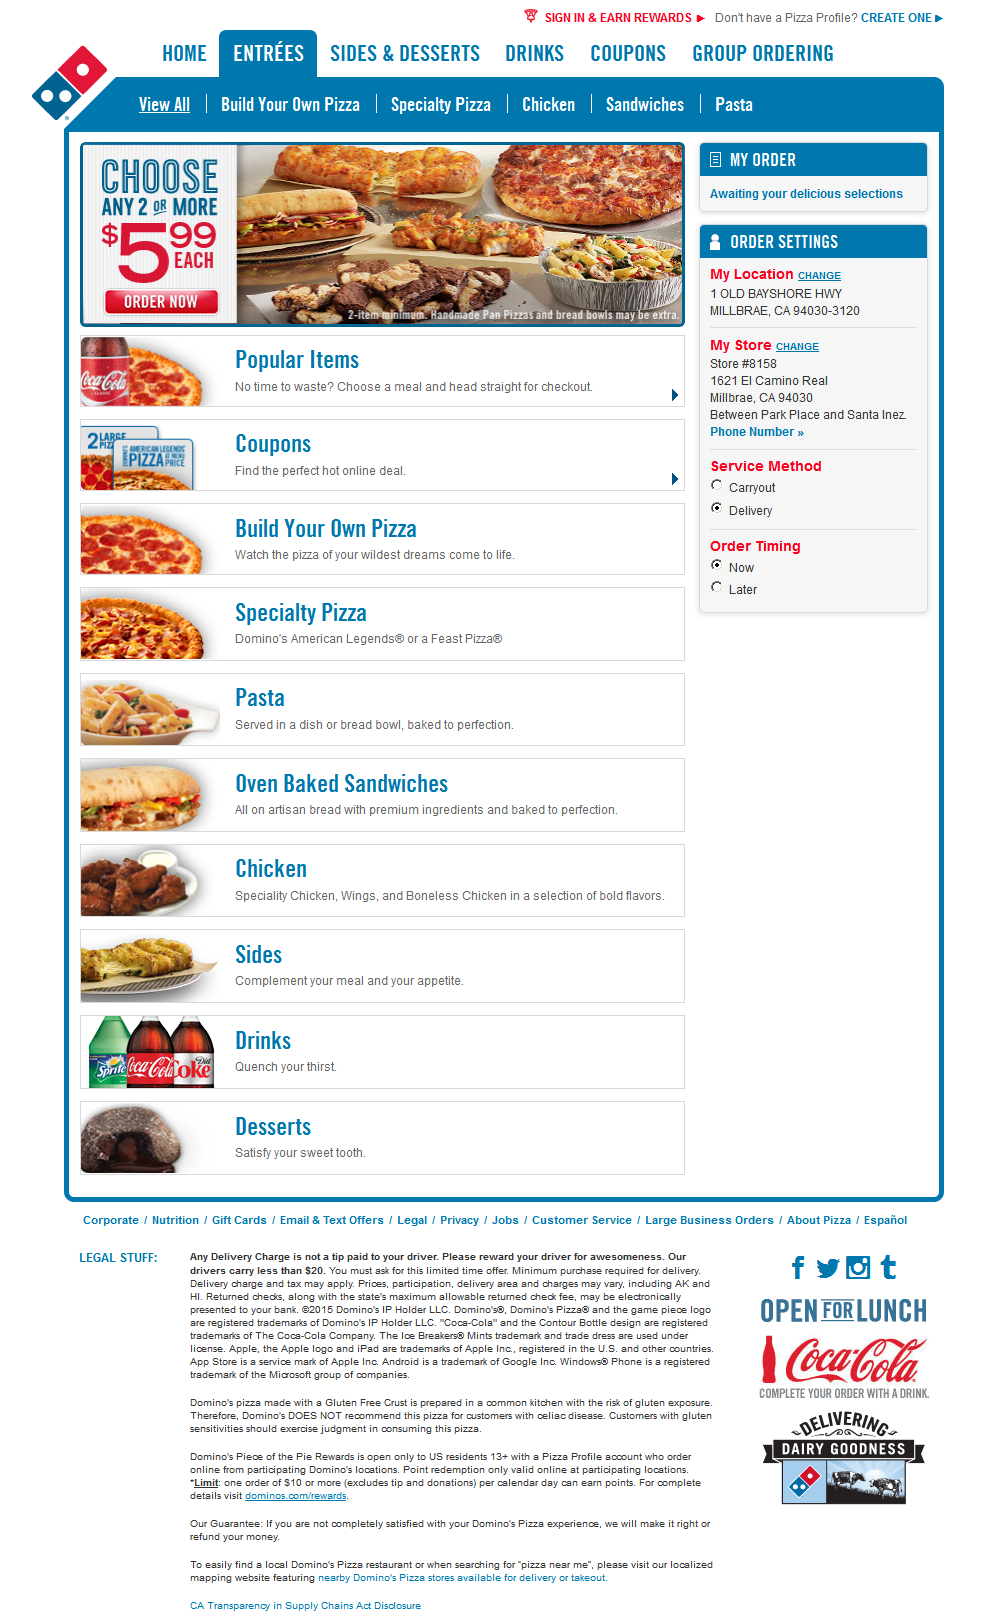 SIGN IN & EARN REWARDS Don't have a Pizza Profile? CREATE ONE
HOME ENTRÉES SIDES & DESSERTS DRINKS COUPONS GROUP ORDERING
View All Build Your Own Pizza Specialty Pizza Chicken Sandwiches Pasta
CHOOSE
ANY 2 OR MORE
$5.99
EACH
ORDER NOW
2-item minimum. Handmade Pan Pizzas and bread bowls may be extra.
Popular Items
No time to waste? Choose a meal and head straight for checkout.
Coca-Cola
Coupons
Find the perfect hot online deal.
2 LARGE
AMERICAN LEGENDS
PIZZA AT MENU PRICE
Build Your Own Pizza
Watch the pizza of your wildest dreams come to life.
Specialty Pizza
Domino's American Legends® or a Feast Pizza®
Pasta
Served in a dish or bread bowl, baked to perfection.
Oven Baked Sandwiches
All on artisan bread with premium ingredients and baked to perfection.
Chicken
Speciality Chicken, Wings, and Boneless Chicken in a selection of bold flavors.
Sides
Complement your meal and your appetite.
Drinks
Quench your thirst.
Sprite Coca-Cola Diet Coke
Desserts
Satisfy your sweet tooth.
MY ORDER
Awaiting your delicious selections
ORDER SETTINGS
My Location CHANGE
1 OLD BAYSHORE HWY
MILLBRAE, CA 94030-3120
My Store CHANGE
Store #8158
1621 El Camino Real
Millbrae, CA 94030
Between Park Place and Santa Inez.
Phone Number »
Service Method
Carryout
Delivery
Order Timing
Now
Later
Corporate / Nutrition / Gift Cards / Email & Text Offers / Legal / Privacy / Jobs / Customer Service / Large Business Orders / About Pizza / Español
LEGAL STUFF:
Any Delivery Charge is not a tip paid to your driver. Please reward your driver for awesomeness. Our
drivers carry less than $20. You must ask for this limited time offer. Minimum purchase required for delivery.
Delivery charge and tax may apply. Prices, participation, delivery area and charges may vary, including AK and
HI. Returned checks, along with the state's maximum allowable returned check fee, may be electronically
presented to your bank. ©2015 Domino's IP Holder LLC. Domino's®, Domino's Pizza® and the game piece logo
are registered trademarks of Domino's IP Holder LLC. "Coca-Cola" and the Contour Bottle design are registered
trademarks of The Coca-Cola Company. The Ice Breakers® Mints trademark and trade dress are used under
license. Apple, the Apple logo and iPad are trademarks of Apple Inc., registered in the U.S. and other countries.
App Store is a service mark of Apple Inc. Android is a trademark of Google Inc. Windows® Phone is a registered
trademark of the Microsoft group of companies.
Domino's pizza made with a Gluten Free Crust is prepared in a common kitchen with the risk of gluten exposure.
Therefore, Domino's DOES NOT recommend this pizza for customers with celiac disease. Customers with gluten
sensitivities should exercise judgment in consuming this pizza.
Domino's Piece of the Pie Rewards is open only to US residents 13+ with a Pizza Profile account who order
online from participating Domino's locations. Point redemption only valid online at participating locations.
*Limit: one order of $10 or more (excludes tip and donations) per calendar day can earn points. For complete
details visit dominos.com/rewards.
Our Guarantee: If you are not completely satisfied with your Domino's Pizza experience, we will make it right or
refund your money.
To easily find a local Domino's Pizza restaurant or when searching for "pizza near me", please visit our localized
mapping website featuring nearby Domino's Pizza stores available for delivery or takeout.
CA Transparency in Supply Chains Act Disclosure
OPEN FOR LUNCH
Coca-Cola
COMPLETE YOUR ORDER WITH A DRINK.
DELIVERING
DAIRY GOODNESS